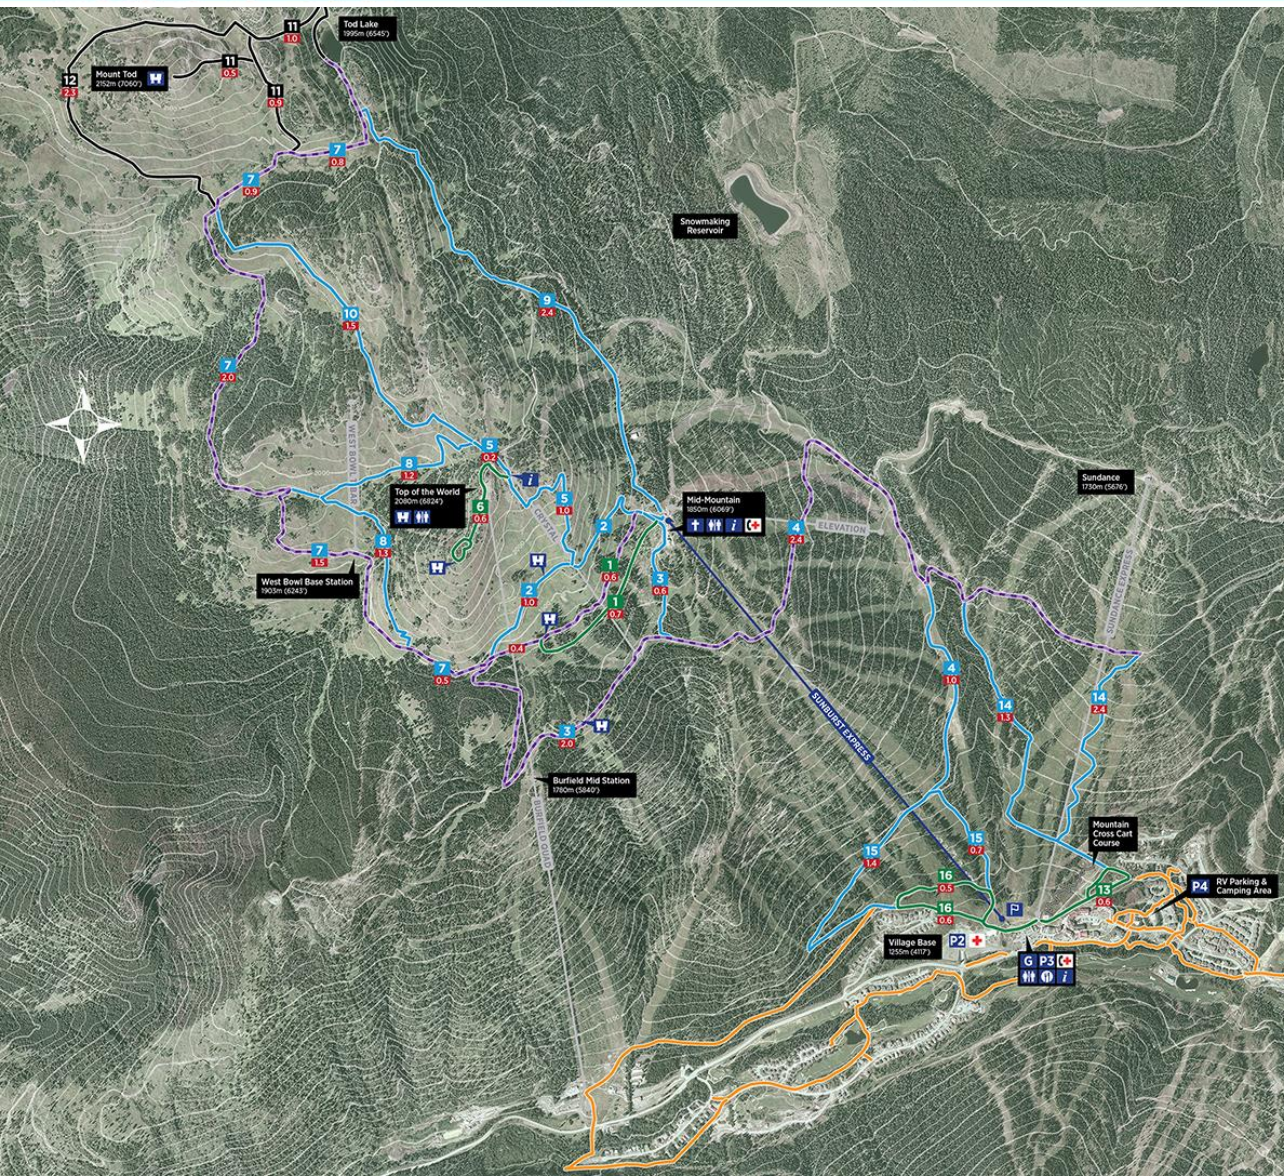 11
1.0
Tod Lake
1995m (6545')
11
0.5
Mount Tod
2152m (7060')
H
12
2.3
11
0.9
7
0.8
7
0.9
Snowmaking
Reservoir
9
2.4
10
1.5
7
2.0
N
WEST BOWL T-BAR
5
0.2
8
1.2
i
Sundance
1730m (5676')
Top of the World
2080m (6824')
H
5
1.0
6
0.6
Mid-Mountain
1850m (6069')
i
CRYSTAL
2
4
2.4
ELEVATION
8
1.3
7
1.5
H
H
1
0.6
West Bowl Base Station
1903m (6243')
3
0.6
2
1.0
1
0.7
SUNDANCE EXPRESS
H
0.4
7
0.5
4
1.0
14
1.3
14
2.4
SUNBURST EXPRESS
3
2.0
H
Burfield Mid Station
1780m (5840')
BURFIELD QUAD
Mountain
Cross Cart
Course
15
1.4
15
0.7
16
0.5
13
0.6
P4
RV Parking &
Camping Area
16
0.6
Village Base
1255m (4117')
P2
G P3
i